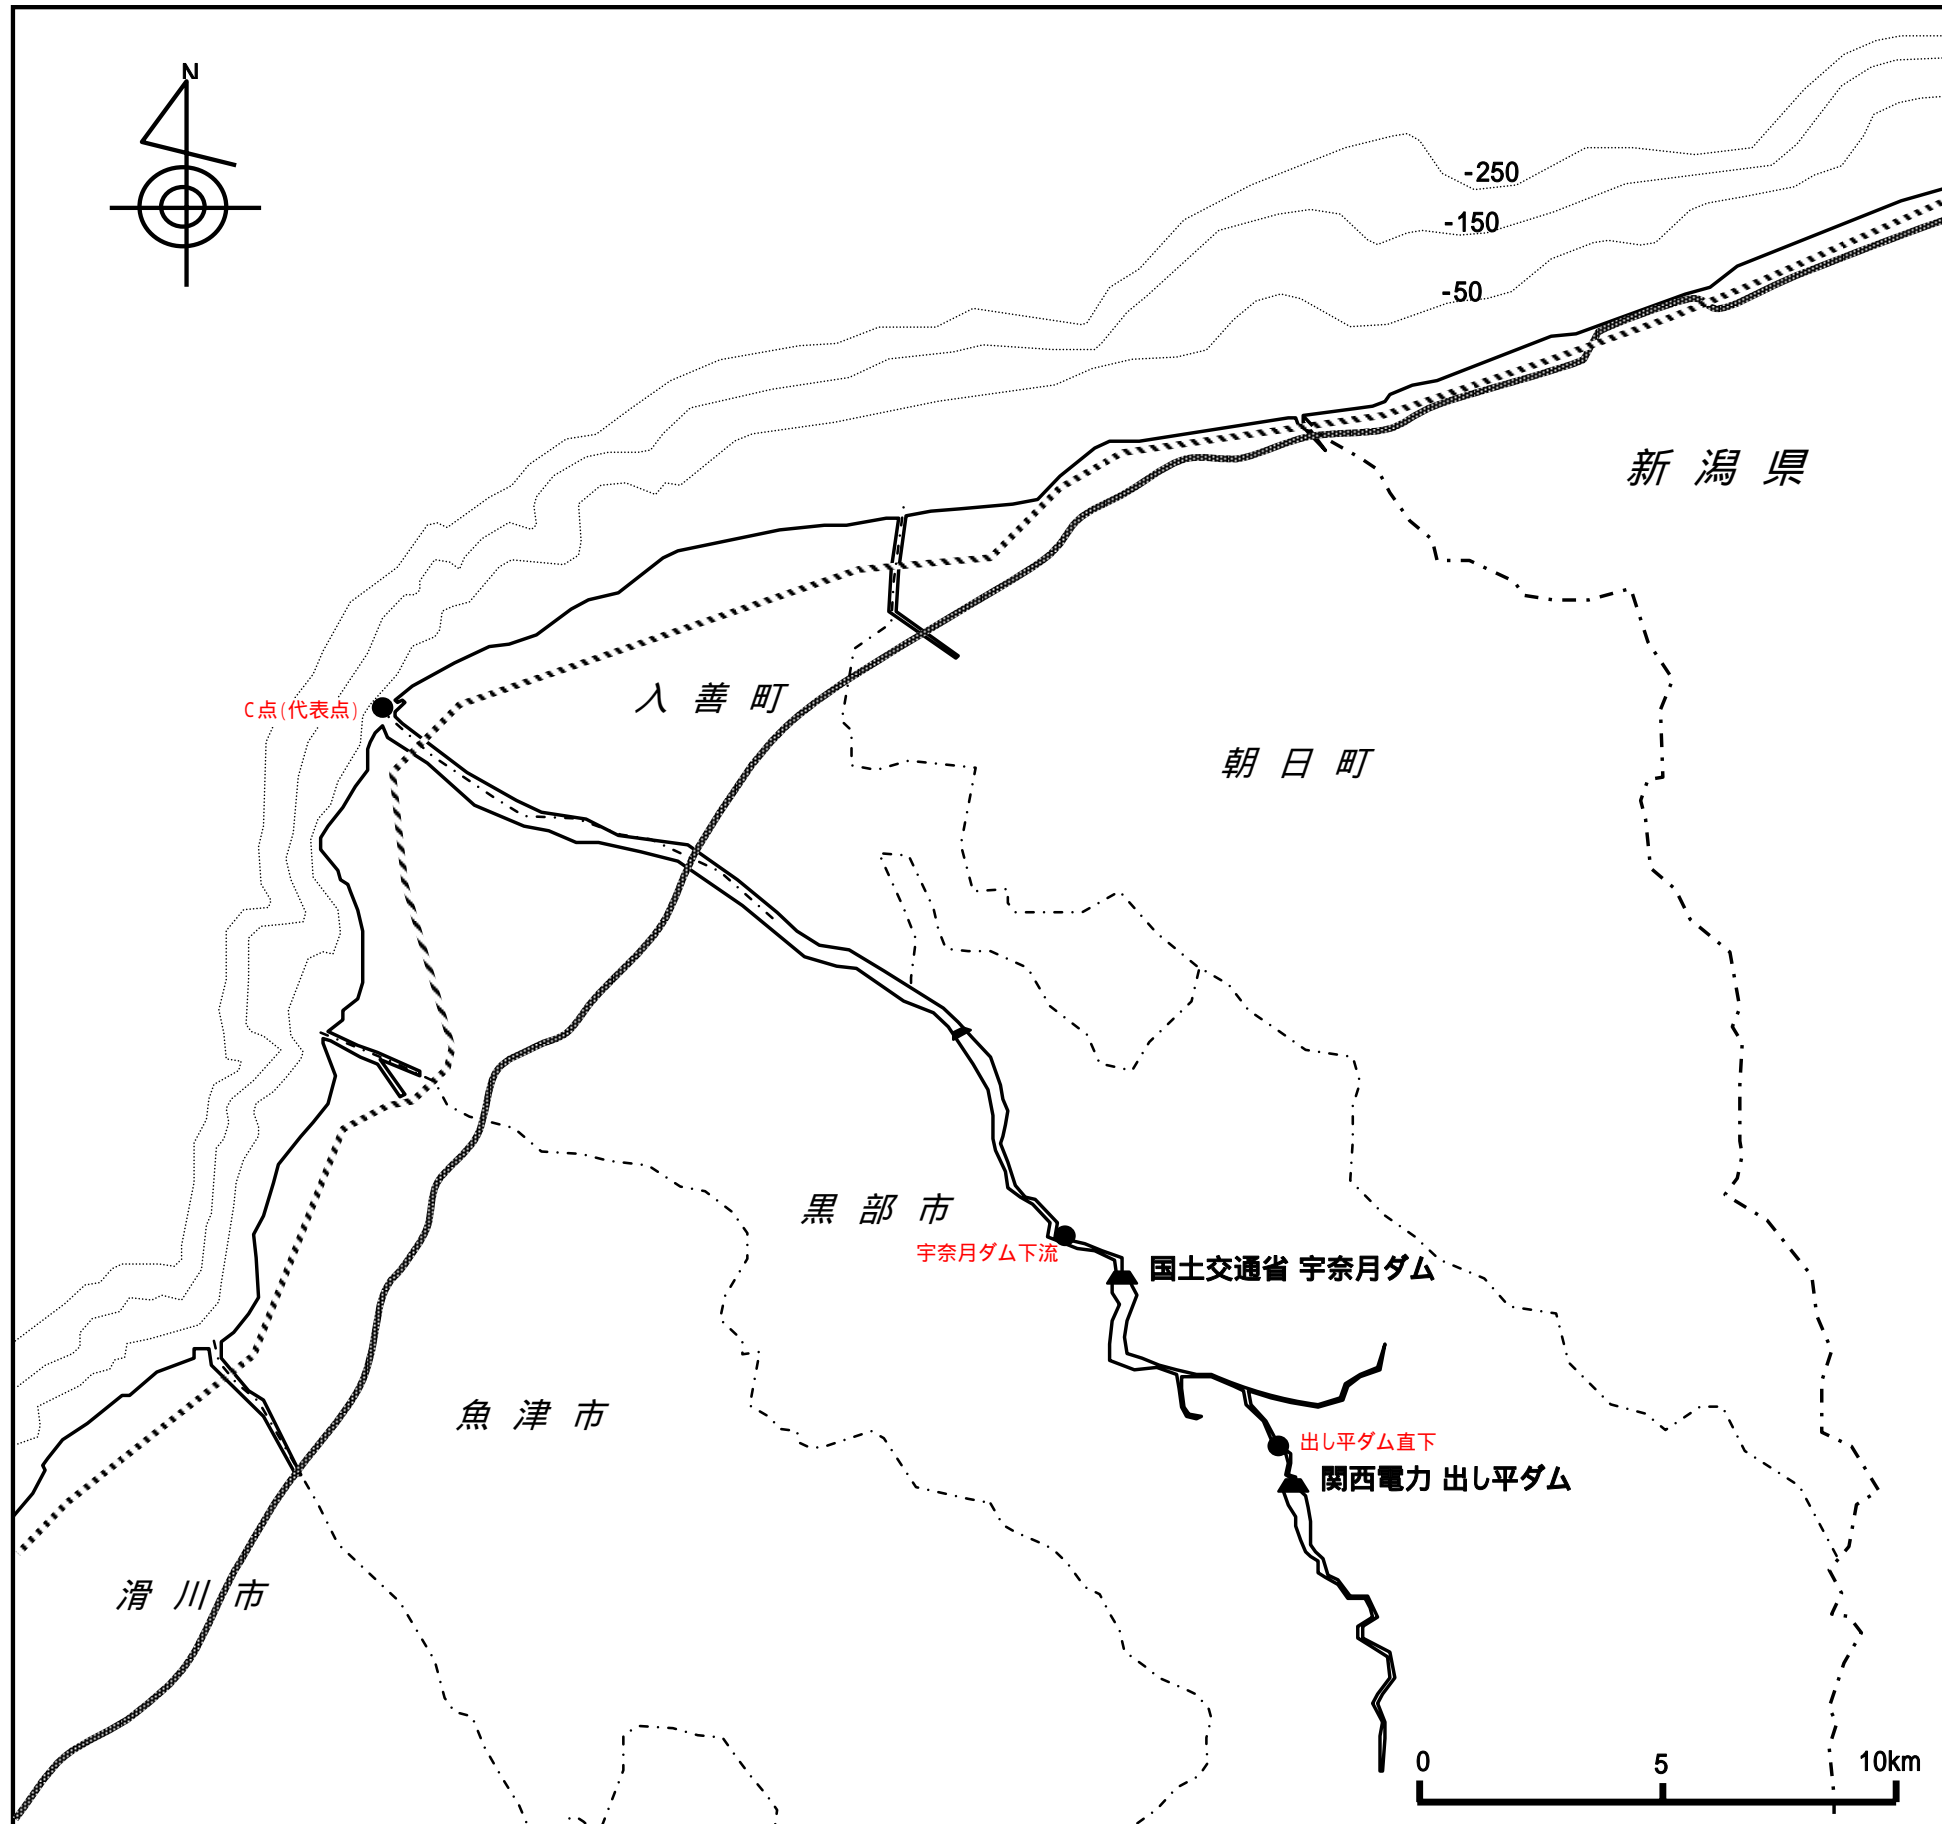 N
-250
-150
-50
新潟県
入善町
C点(代表点)
朝日町
黒部市
宇奈月ダム下流
国土交通省 宇奈月ダム
魚津市
出し平ダム直下
関西電力 出し平ダム
滑川市
0 5 10km